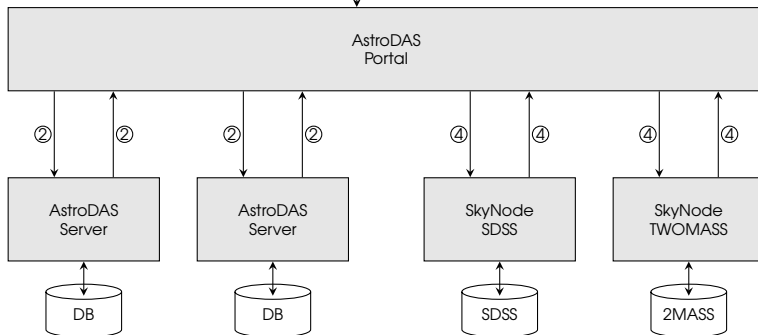 AstroDAS
Portal
② ② ② ② ④ ④ ④ ④
AstroDAS
Server
AstroDAS
Server
SkyNode
SDSS
SkyNode
TWOMASS
DB
DB
SDSS
2MASS